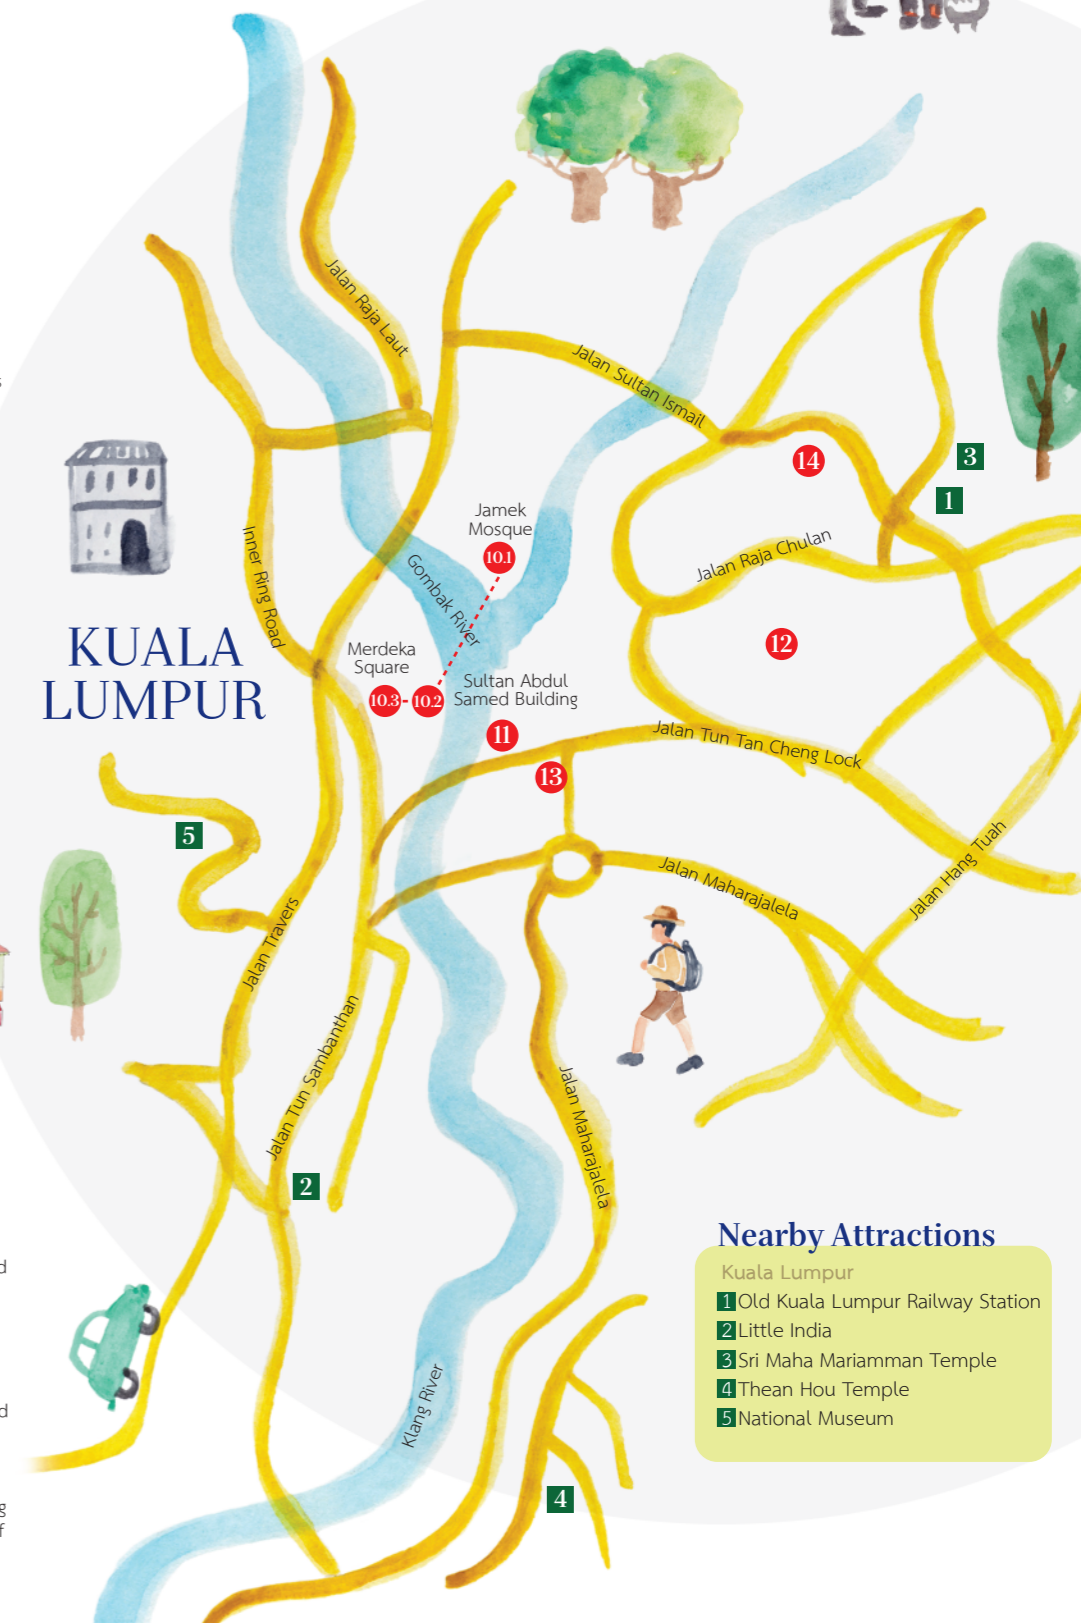 Jalan Raja Laut
Jalan Sultan Ismail
14
3
1
Jamek
Mosque
10.1
Jalan Raja Chulan
Inner Ring Road
Gombak River
KUALA
LUMPUR
Merdeka
Square
10.3
-
10.2
Sultan Abdul
Samed Building
12
11
Jalan Tun Tan Cheng Lock
13
5
Jalan Maharajalela
Jalan Hang Tuah
Jalan Travers
Jalan Tun Sambanthan
Jalan Maharajalela
2
Klang River
4
Nearby Attractions
Kuala Lumpur
1 Old Kuala Lumpur Railway Station
2 Little India
3 Sri Maha Mariamman Temple
4 Thean Hou Temple
5 National Museum
s
d
d
g
f